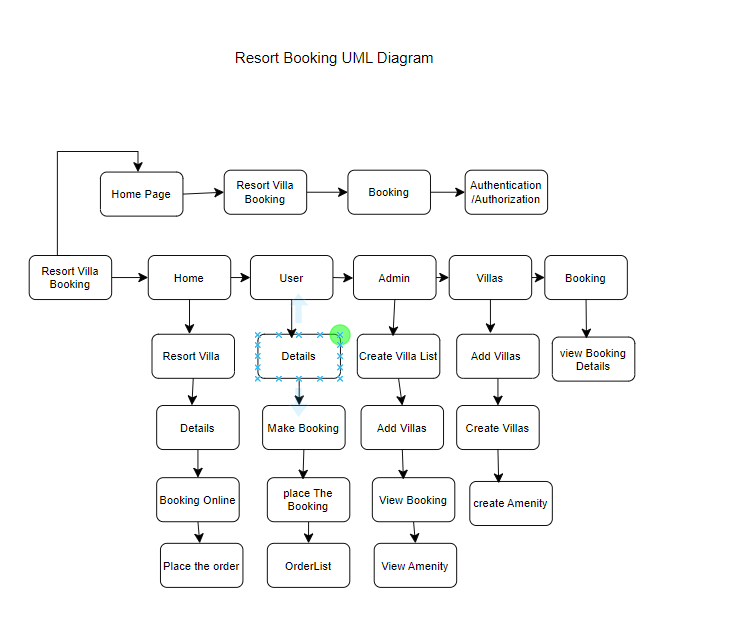 Resort Booking UML Diagram
Home Page
Resort Villa
Booking
Booking
Authentication
/Authorization
Resort Villa
Booking
Home
User
Admin
Villas
Booking
Resort Villa
Details
Create Villa List
Add Villas
view Booking
Details
Details
Make Booking
Add Villas
Create Villas
Booking Online
place The
Booking
View Booking
create Amenity
Place the order
OrderList
View Amenity